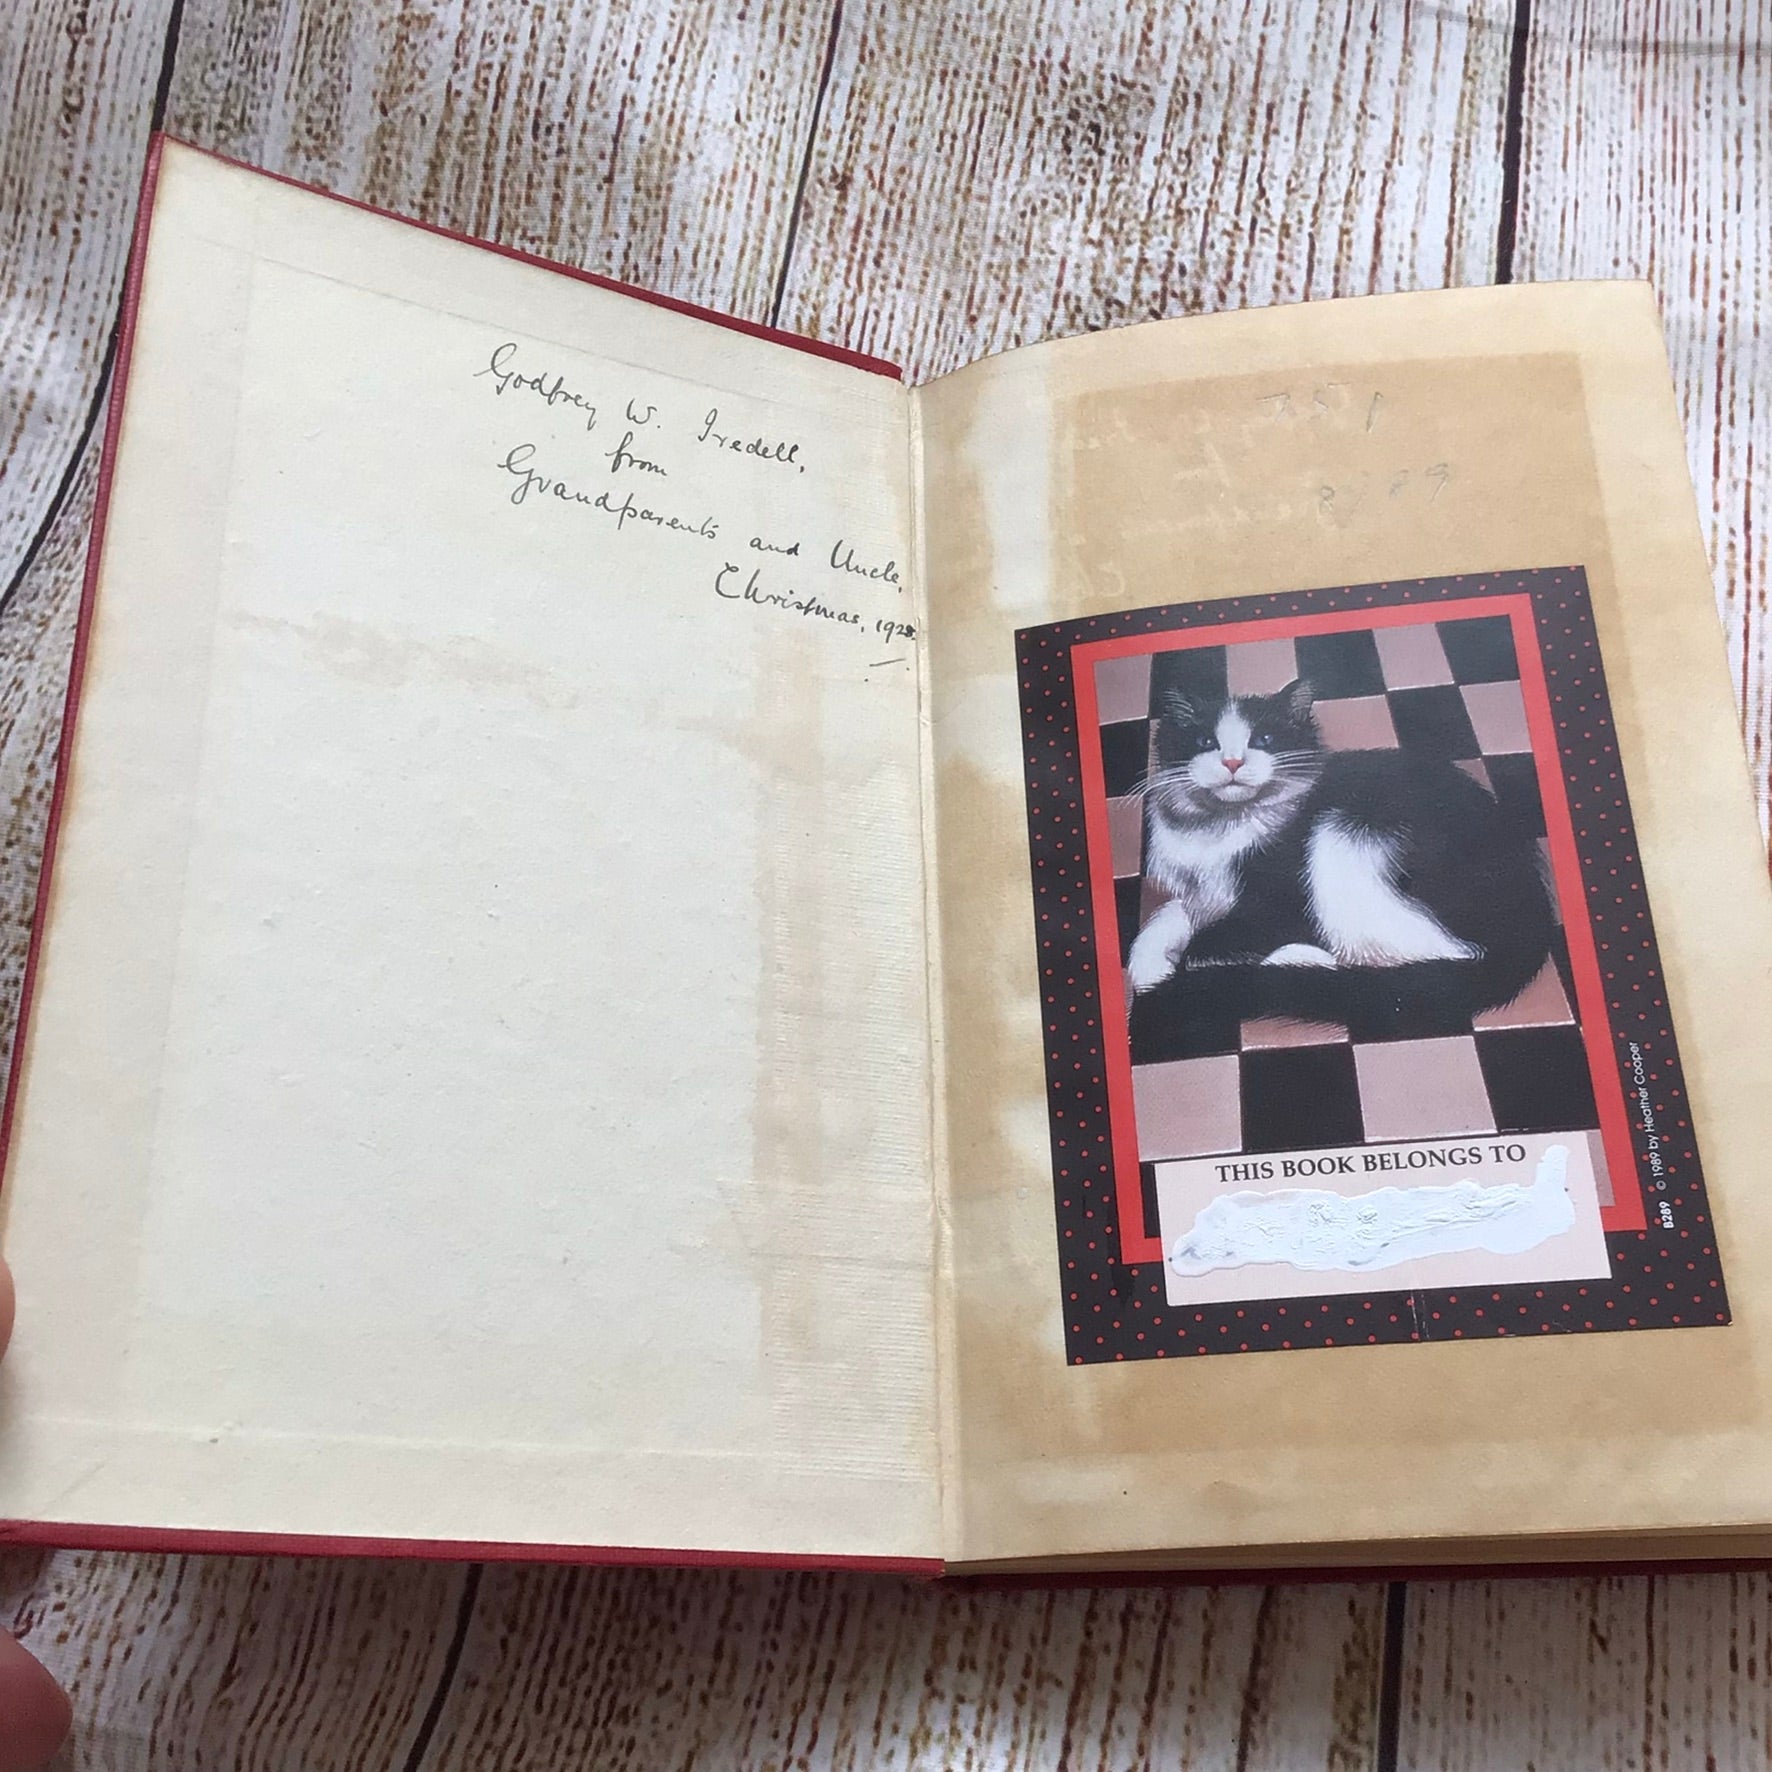 Godfrey W. Iredell,
from
Grandparents and Uncle,
Christmas, 1928.
THIS BOOK BELONGS TO
B289 © 1989 by Heather Cooper